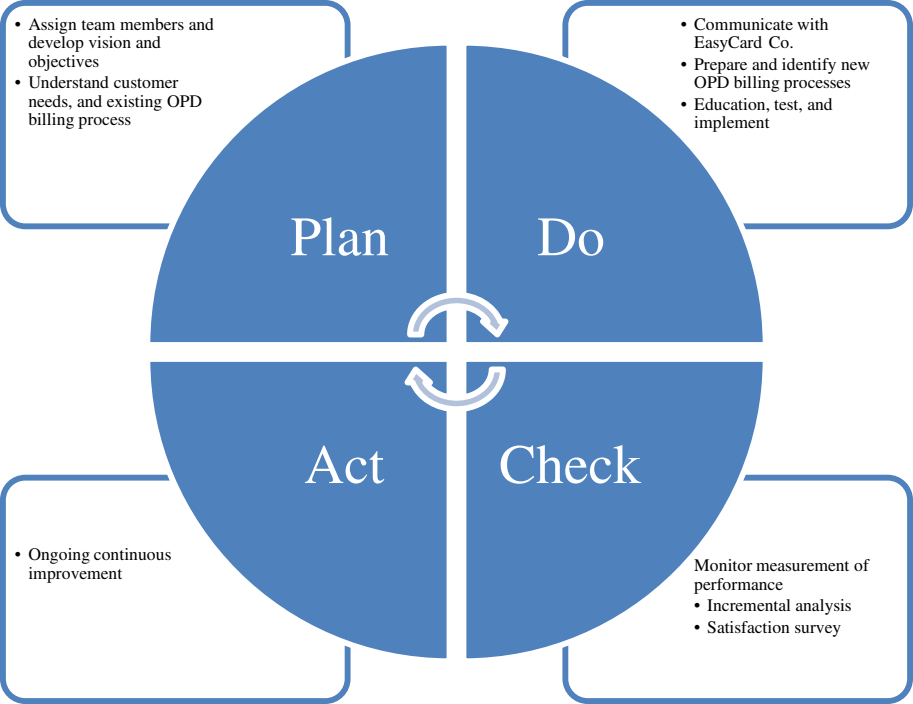 • Assign team members and
develop vision and
objectives
• Understand customer
needs, and existing OPD
billing process
• Communicate with
EasyCard Co.
• Prepare and identify new
OPD billing processes
• Education, test, and
implement
Plan
Do
Act
Check
• Ongoing continuous
improvement
Monitor measurement of
performance
• Incremental analysis
• Satisfaction survey